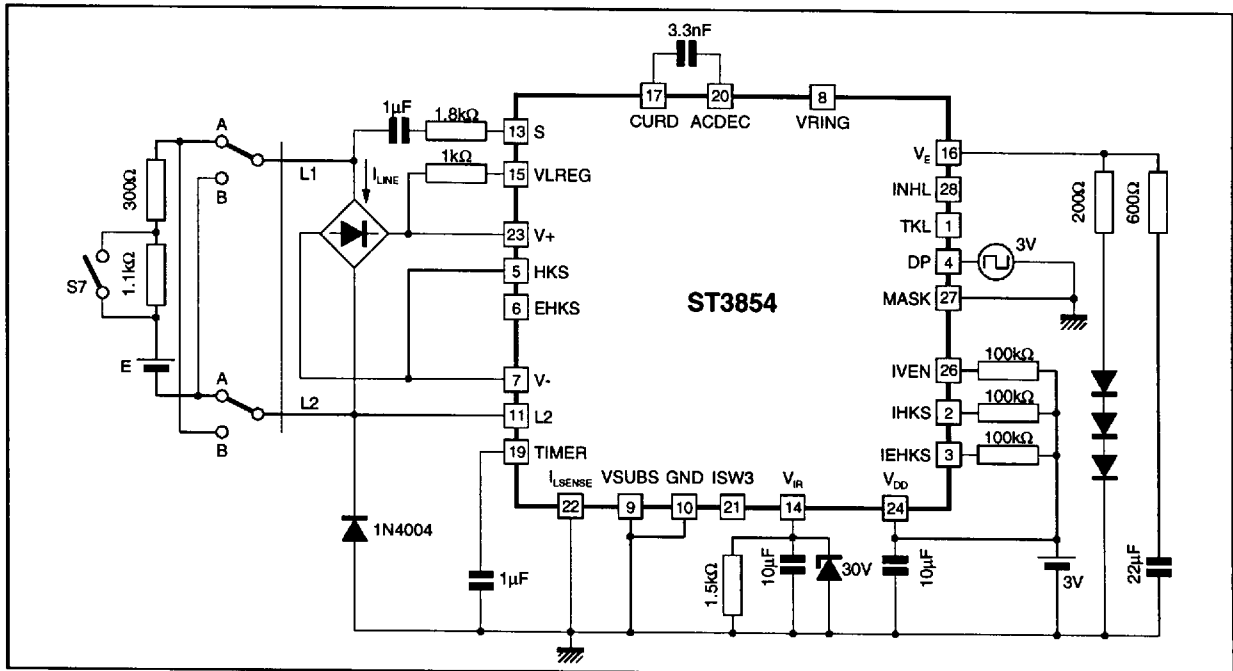 3.3nF
17
20
8
CURD
ACDEC
VRING
1µF
1.8kΩ
13
S
1kΩ
15
VLREG
A
L1
I_LINE
B
300Ω
1.1kΩ
S7
E
A
L2
B
23
V+
5
HKS
6
EHKS
7
V-
11
L2
19
TIMER
ST3854
V_E
16
INHL
28
TKL
1
DP
4
3V
MASK
27
IVEN
26
100kΩ
IHKS
2
100kΩ
IEHKS
3
100kΩ
200Ω
600Ω
I_LSENSE
VSUBS
GND
ISW3
V_IR
V_DD
22
9
10
21
14
24
1N4004
1µF
1.5kΩ
10µF
30V
10µF
3V
22µF